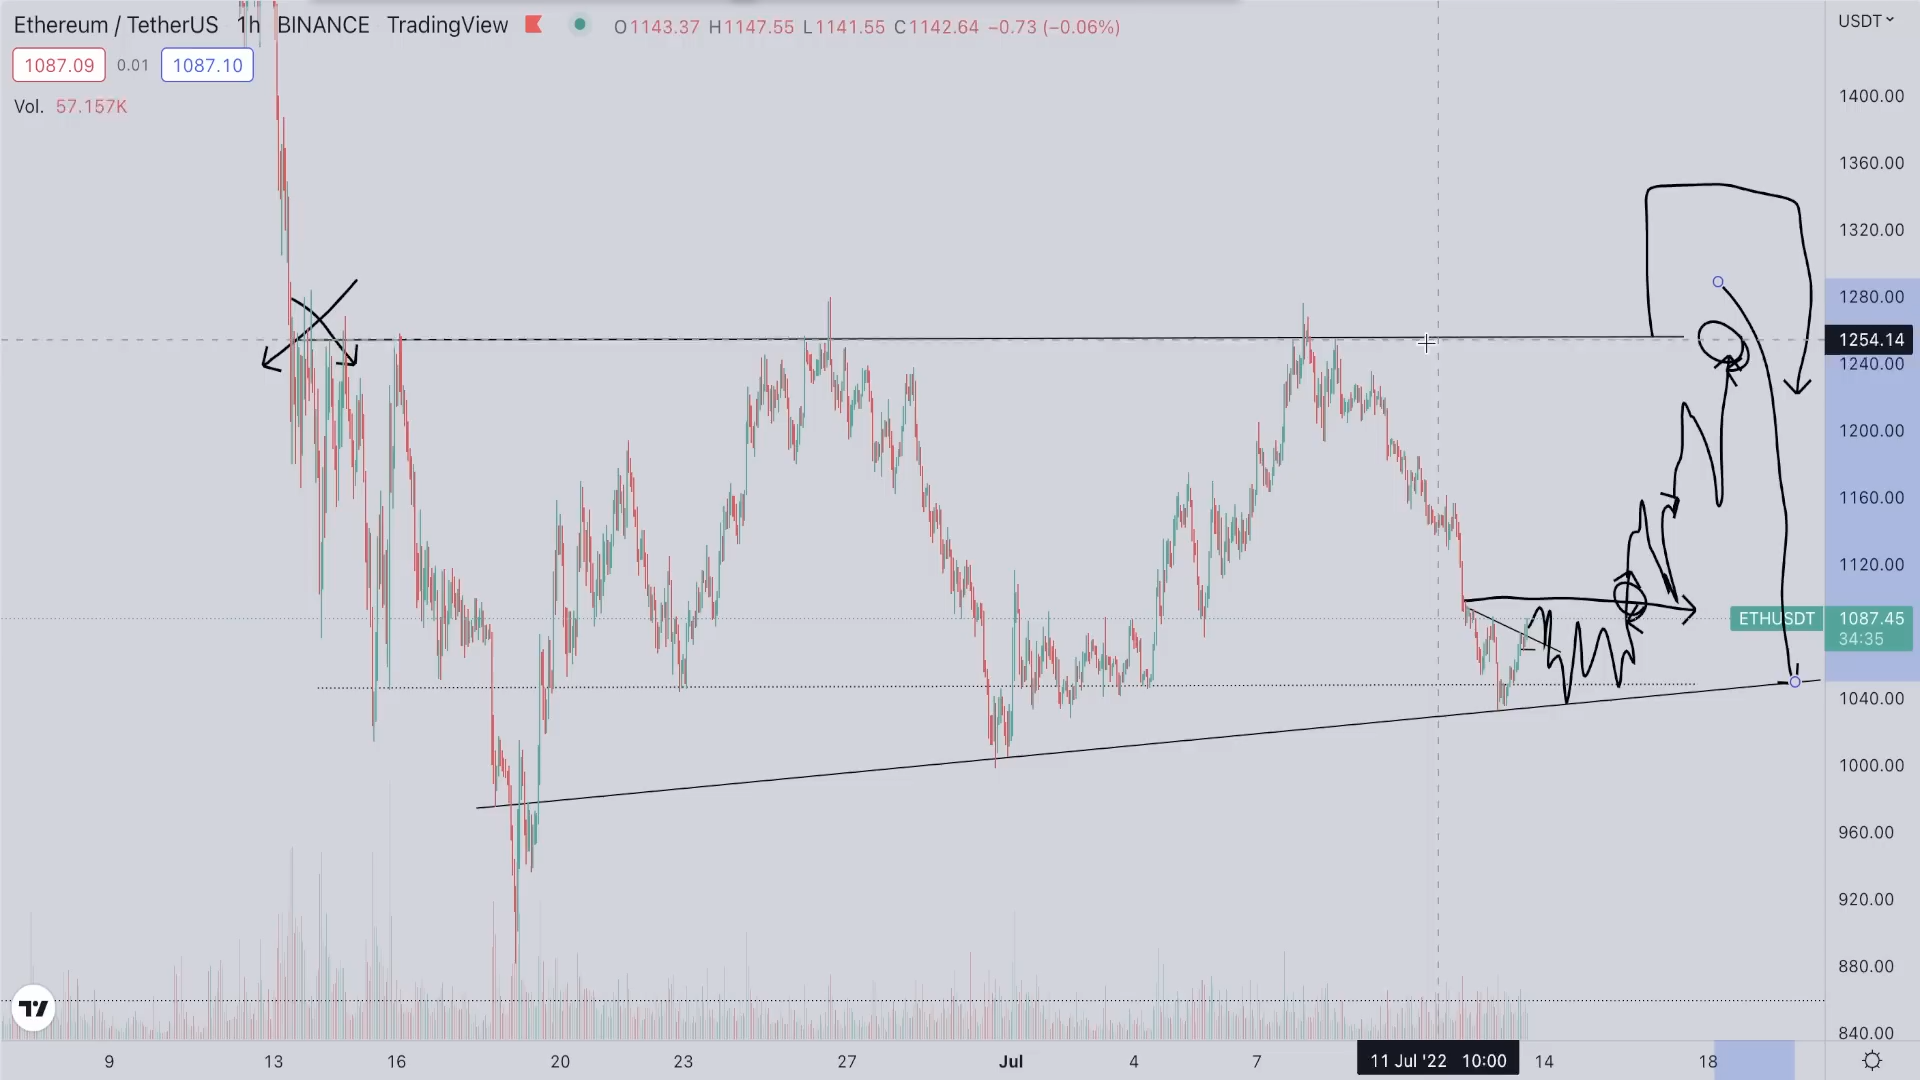 Ethereum / TetherUS 1h BINANCE TradingView O1143.37 H1147.55 L1141.55 C1142.64 −0.73 (−0.06%)
USDT
1087.09 0.01 1087.10
Vol. 57.157K
1400.00
1360.00
1320.00
1280.00
1254.14
1240.00
1200.00
1160.00
1120.00
ETHUSDT 1087.45
34:35
1040.00
1000.00
960.00
920.00
880.00
840.00
9 13 16 20 23 27 Jul 4 7 11 Jul '22 10:00 14 18